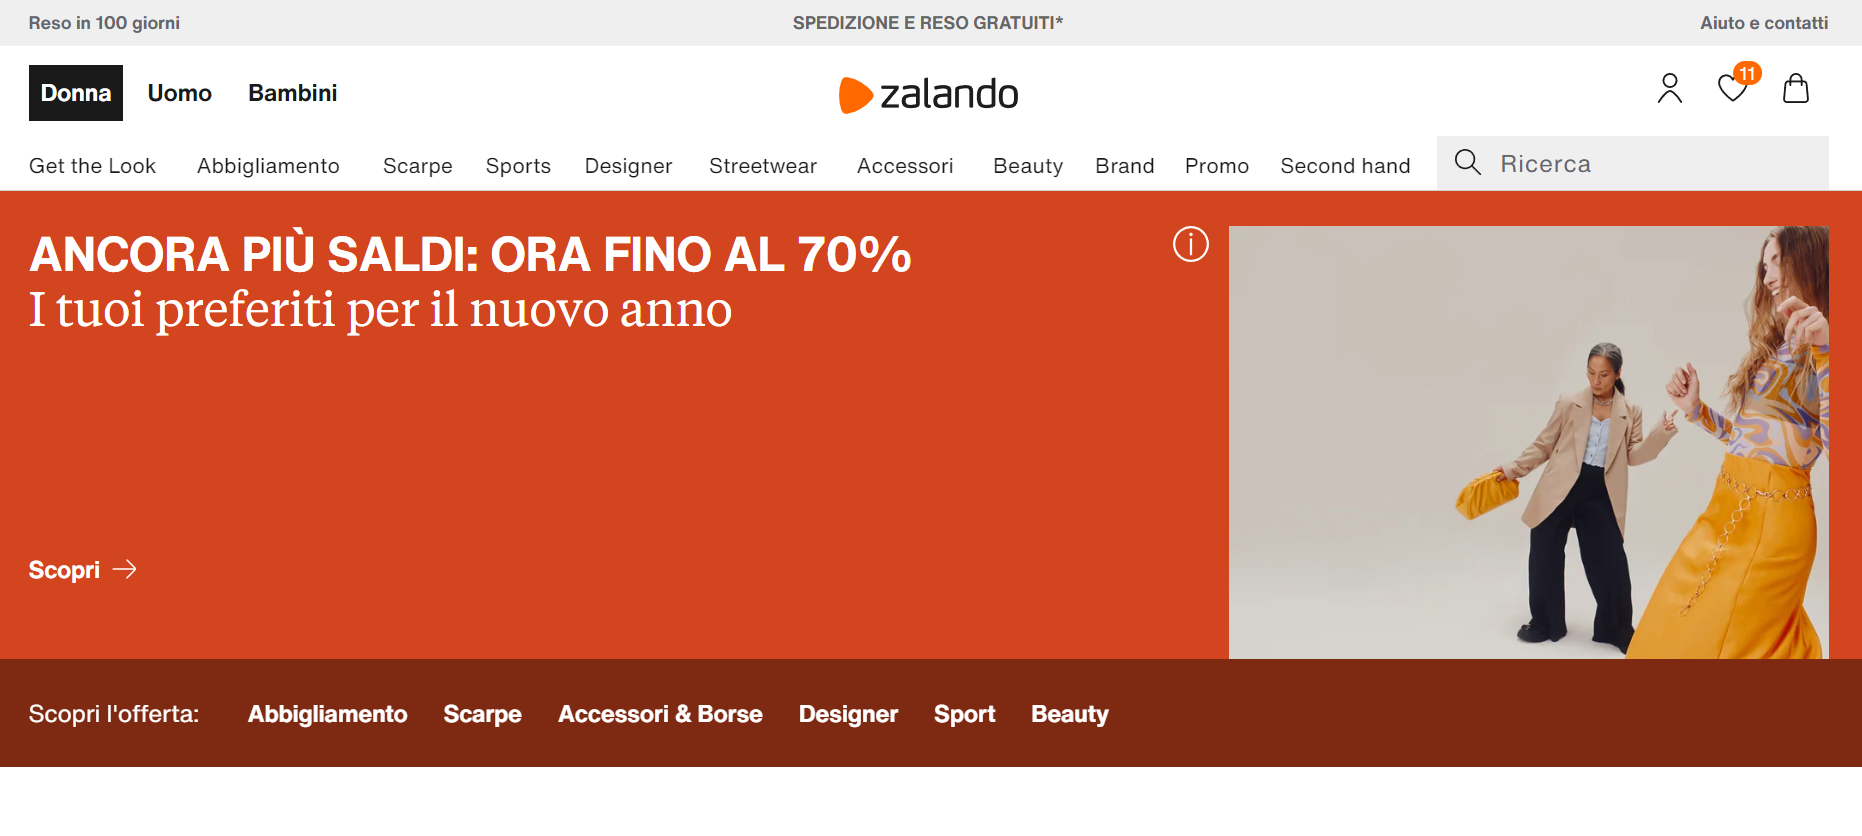 Reso in 100 giorni
SPEDIZIONE E RESO GRATUITI*
Aiuto e contatti
Donna
Uomo
Bambini
zalando
11
Get the Look
Abbigliamento
Scarpe
Sports
Designer
Streetwear
Accessori
Beauty
Brand
Promo
Second hand
Ricerca
ANCORA PIÙ SALDI: ORA FINO AL 70%
I tuoi preferiti per il nuovo anno
Scopri
Scopri l'offerta:
Abbigliamento
Scarpe
Accessori & Borse
Designer
Sport
Beauty